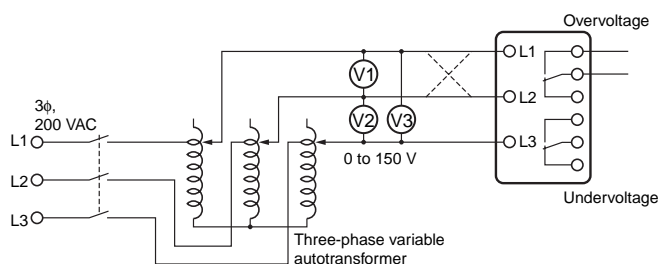 Overvoltage
L1
V1
3ϕ,
200 VAC
L2
V2
V3
L1
L3
0 to 150 V
L2
Undervoltage
L3
Three-phase variable
autotransformer